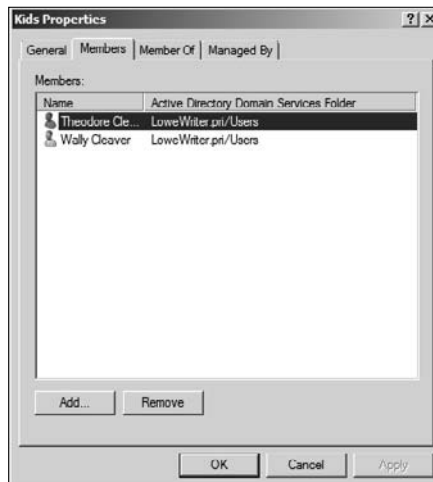 Kids Properties
General Members Member Of Managed By
Members:
Name Active Directory Domain Services Folder
Theodore Cle... LoweWriter.pri/Users
Wally Cleaver LoweWriter.pri/Users
Add... Remove
OK Cancel Apply